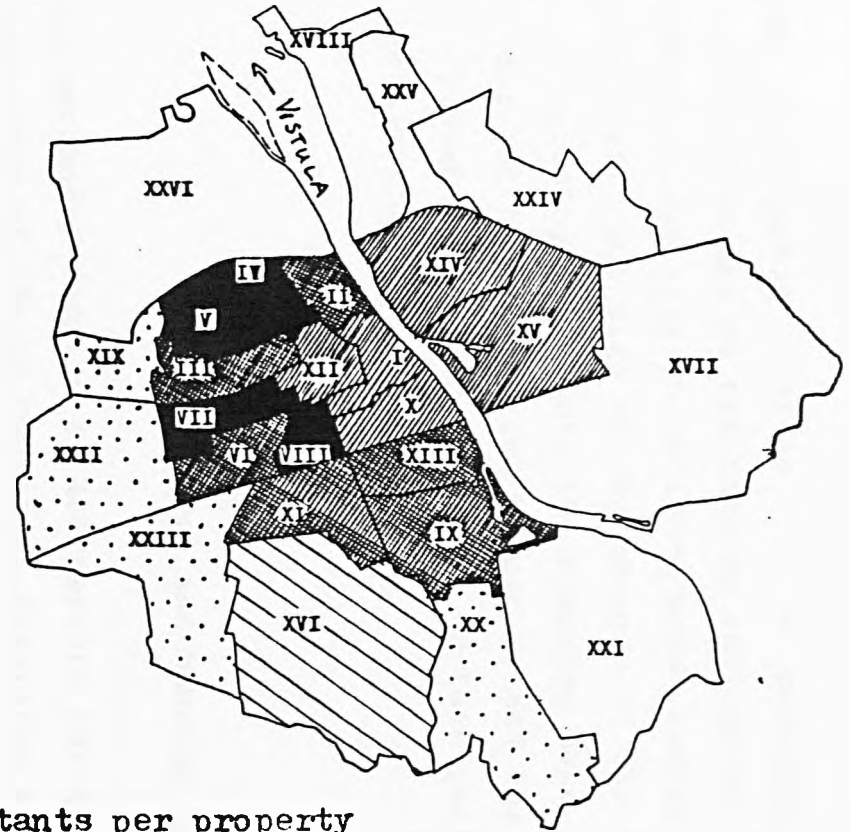 XVIII
XXV
VISTULA
XXVI
XXIV
IV
XIV
II
V
XV
XIX
III
XII
I
XVII
VII
X
XXII
VI
VIII
XIII
XXIII
XI
IX
XVI
XX
XXI
tants per property